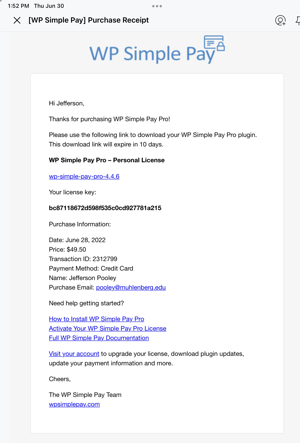 1:52 PM Thu Jun 30
[WP Simple Pay] Purchase Receipt
WP Simple Pay
Hi Jefferson,
Thanks for purchasing WP Simple Pay Pro!
Please use the following link to download your WP Simple Pay Pro plugin.
This download link will expire in 10 days.
WP Simple Pay Pro – Personal License
wp-simple-pay-pro-4.4.6
Your license key:
bc87118672d598f535c0cd927781a215
Purchase Information:
Date: June 28, 2022
Price: $49.50
Transaction ID: 2312799
Payment Method: Credit Card
Name: Jefferson Pooley
Purchase Email: pooley@muhlenberg.edu
Need help getting started?
How to Install WP Simple Pay Pro
Activate Your WP Simple Pay Pro License
Full WP Simple Pay Documentation
Visit your account to upgrade your license, download plugin updates,
update your payment information and more.
Cheers,
The WP Simple Pay Team
wpsimplepay.com